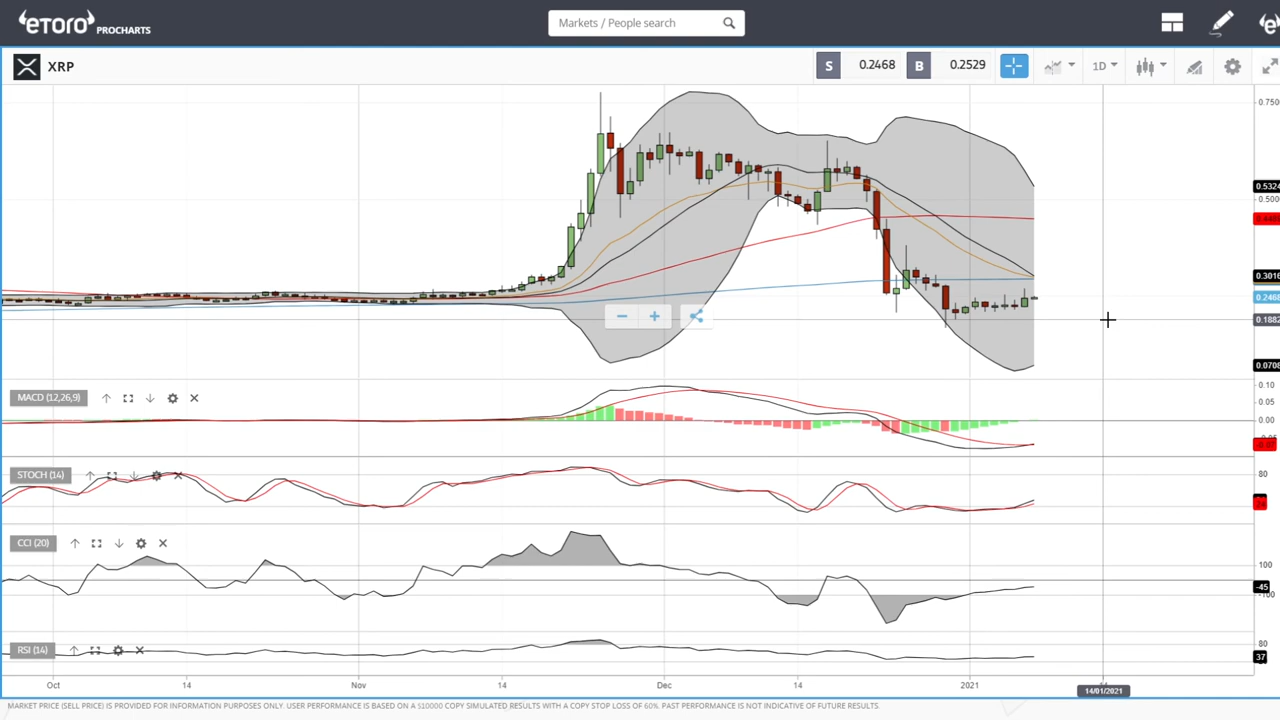 eToro PROCHARTS
Markets / People search
XRP
S 0.2468 B 0.2529
1D
0.7500
0.5324
0.5000
0.3016
0.2468
0.1882
0.0708
MACD (12,26,9)
0.10
0.05
0.00
STOCH (14)
80
CCI (20)
100
-45
-100
RSI (14)
80
37
Oct 14 Nov 14 Dec 14 2021
14/01/2021
MARKET PRICE (SELL PRICE) IS PROVIDED FOR INFORMATION PURPOSES ONLY. USER PERFORMANCE IS BASED ON A $10000 COPY SIMULATED RESULTS WITH A COPY STOP LOSS OF 60%. PAST PERFORMANCE IS NOT INDICATIVE OF FUTURE RESULTS.